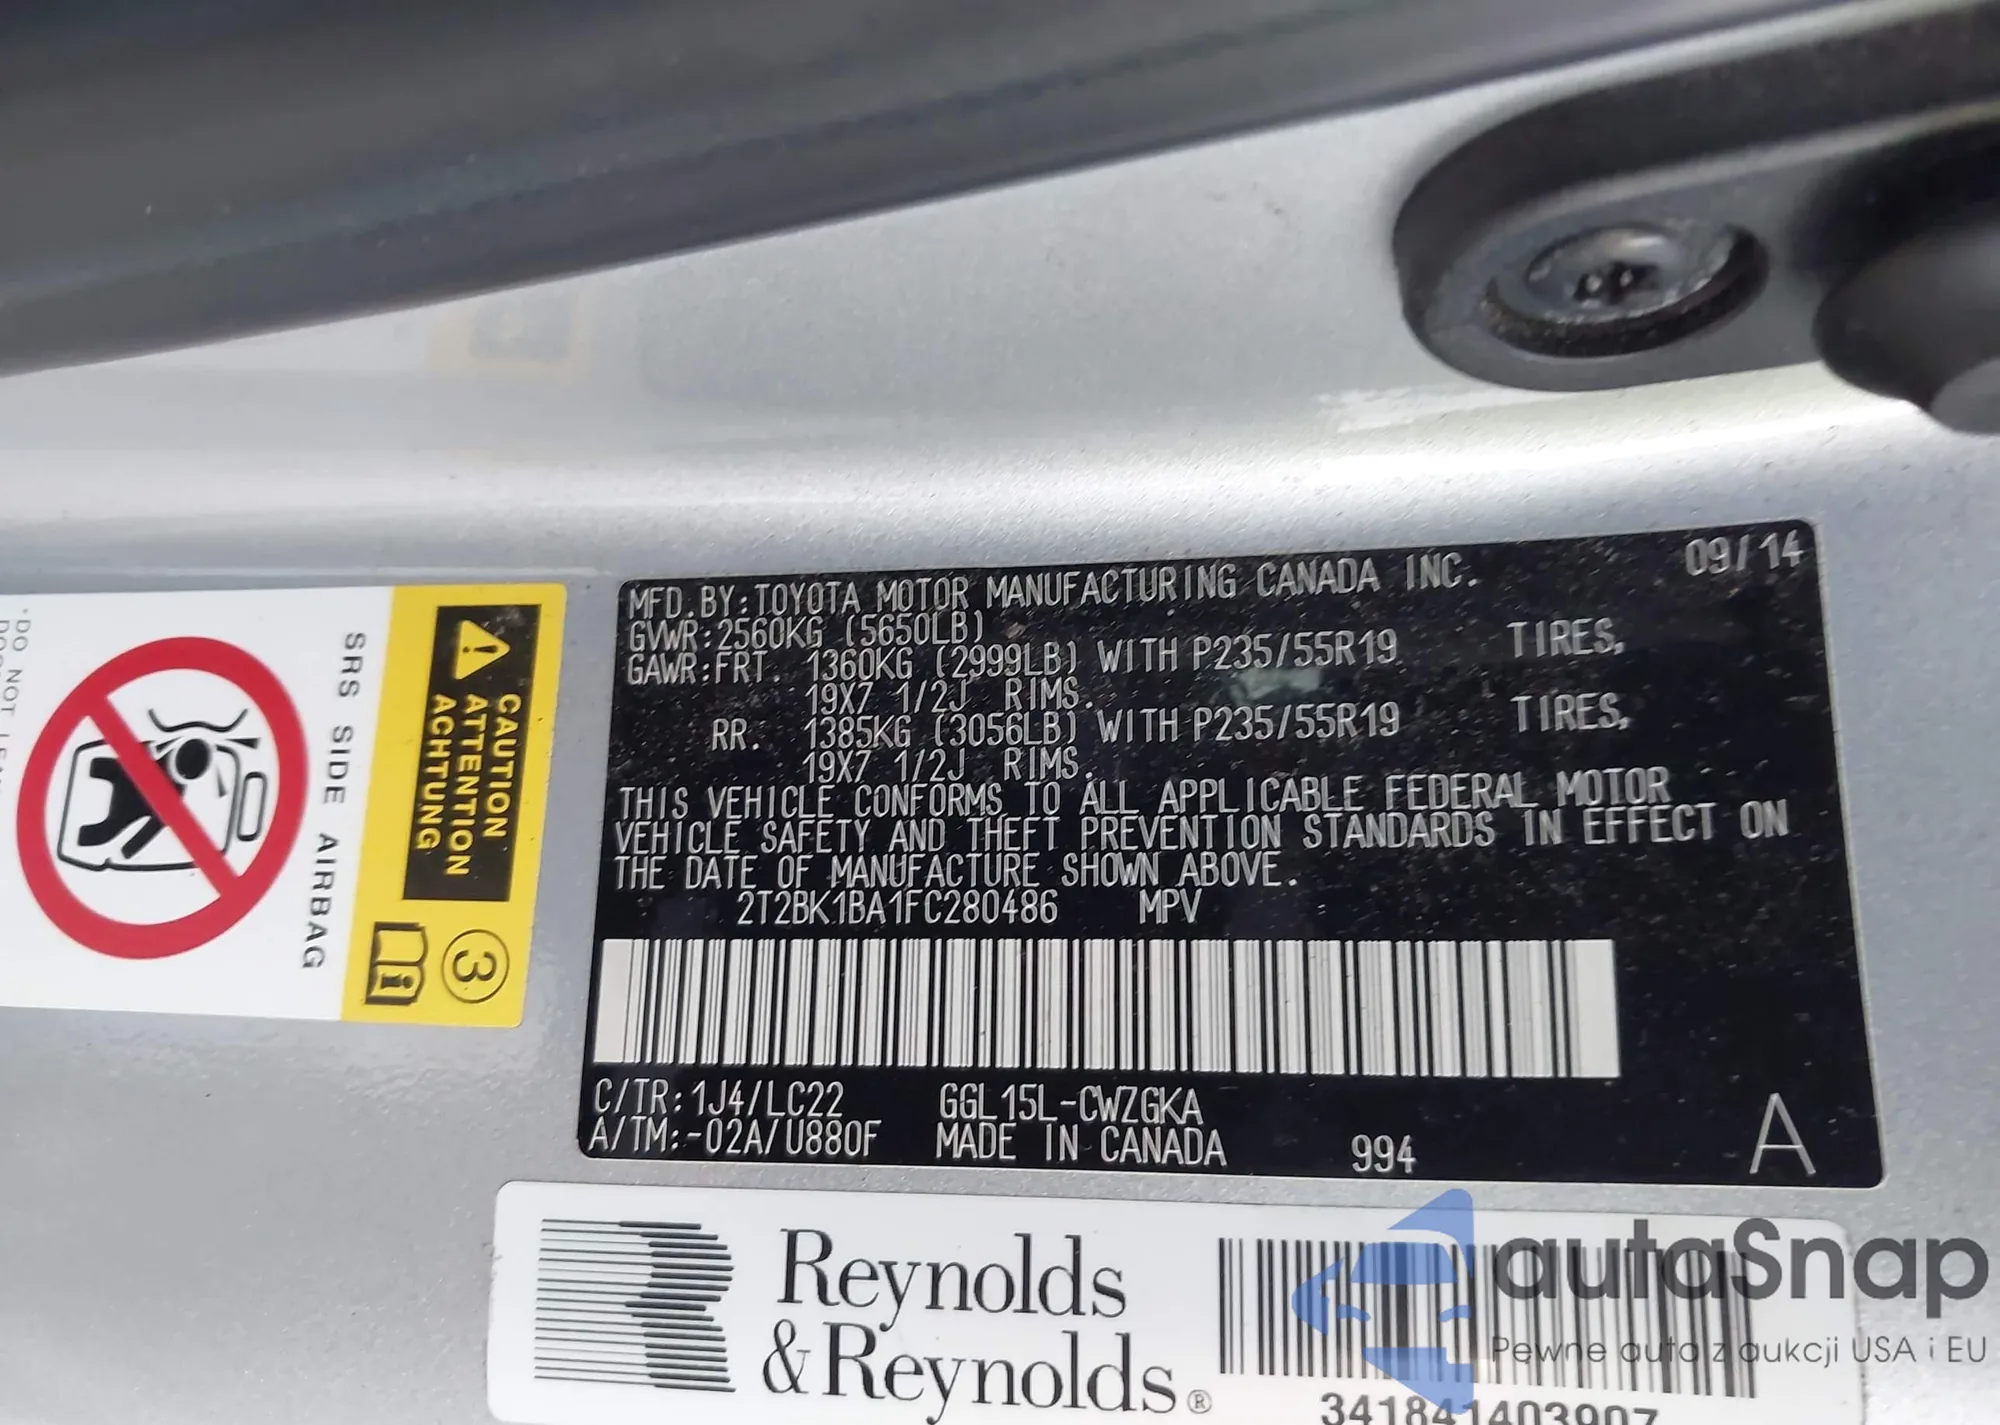 MFD.BY:TOYOTA MOTOR MANUFACTURING CANADA INC. 09/14
GVWR:2560KG (5650LB)
GAWR:FRT. 1360KG (2999LB) WITH P235/55R19 TIRES,
19X7 1/2J RIMS.
RR. 1385KG (3056LB) WITH P235/55R19 TIRES,
19X7 1/2J RIMS.
THIS VEHICLE CONFORMS TO ALL APPLICABLE FEDERAL MOTOR
VEHICLE SAFETY AND THEFT PREVENTION STANDARDS IN EFFECT ON
THE DATE OF MANUFACTURE SHOWN ABOVE.
2T2BK1BA1FC280486 MPV
C/TR:1J4/LC22 GGL15L-CWZGKA
A/TM:-02A/U880F MADE IN CANADA 994 A
CAUTION
ATTENTION
ACHTUNG
3
SRS SIDE AIRBAG
"DO NOT
Reynolds
&Reynolds®
341841403907
autaSnap
Pewne auta z aukcji USA i EU